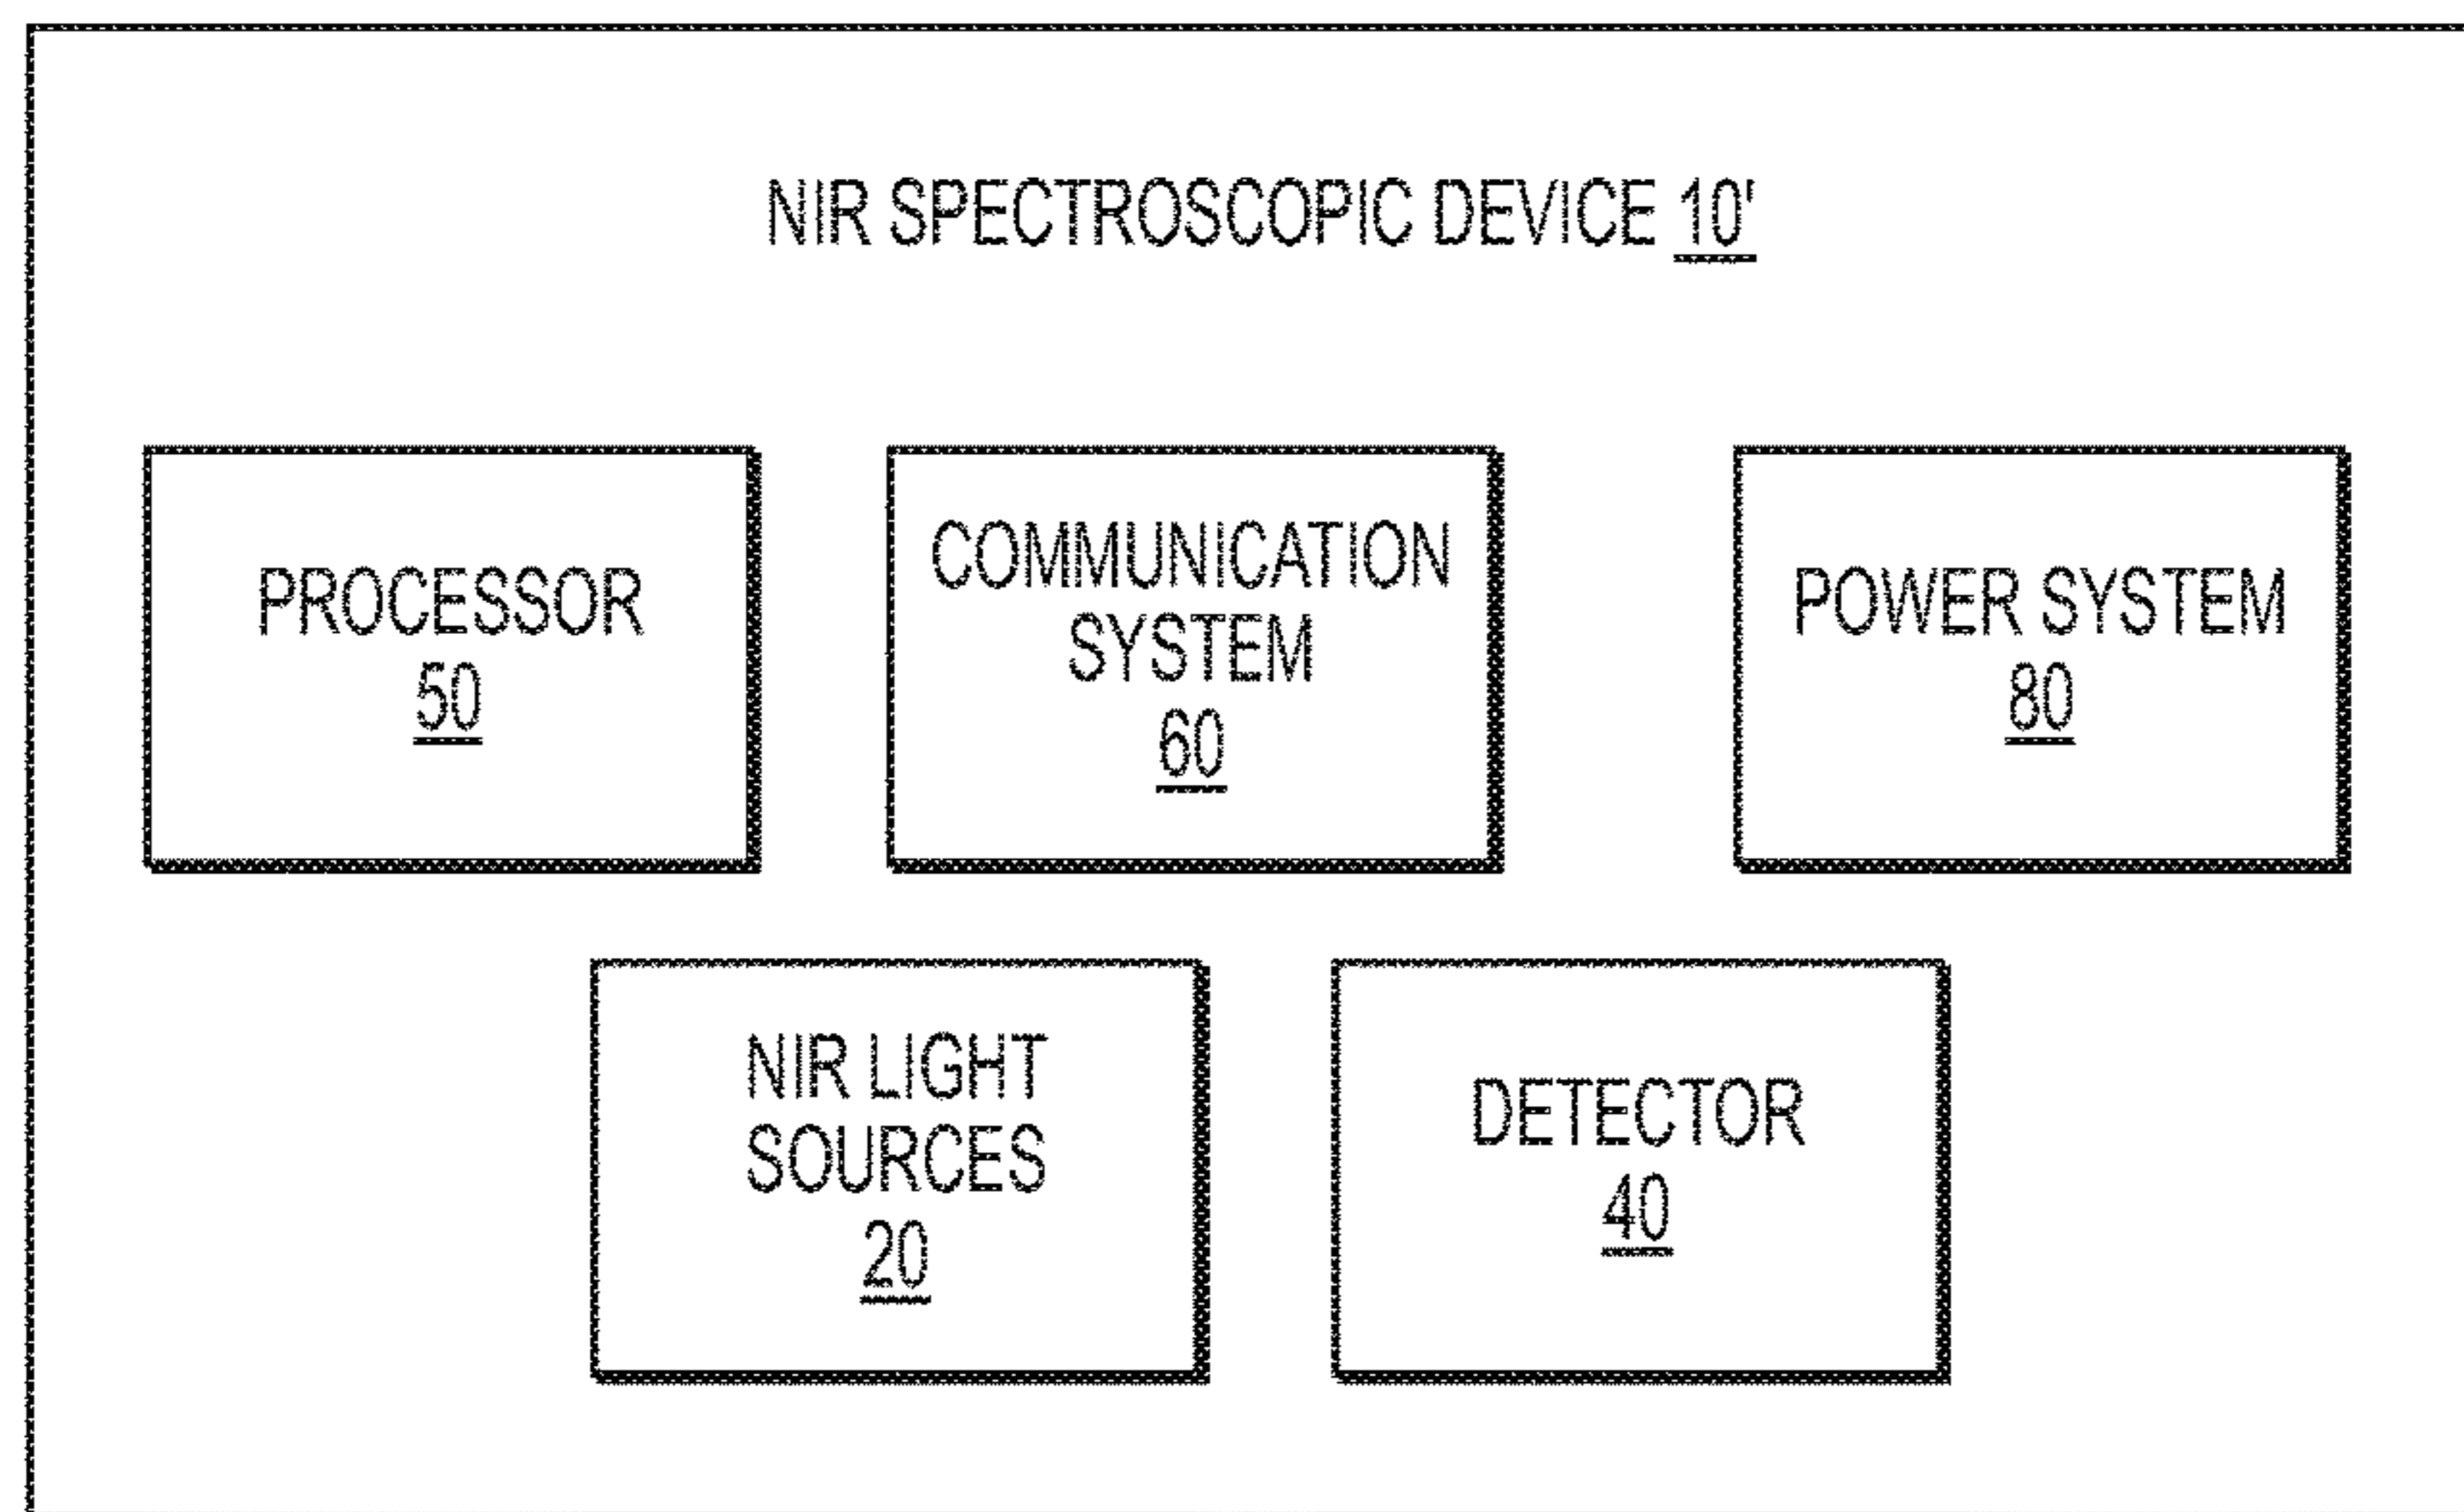 NIR SPECTROSCOPIC DEVICE 10'
PROCESSOR
50
COMMUNICATION
SYSTEM
60
POWER SYSTEM
80
NIR LIGHT
SOURCES
20
DETECTOR
40